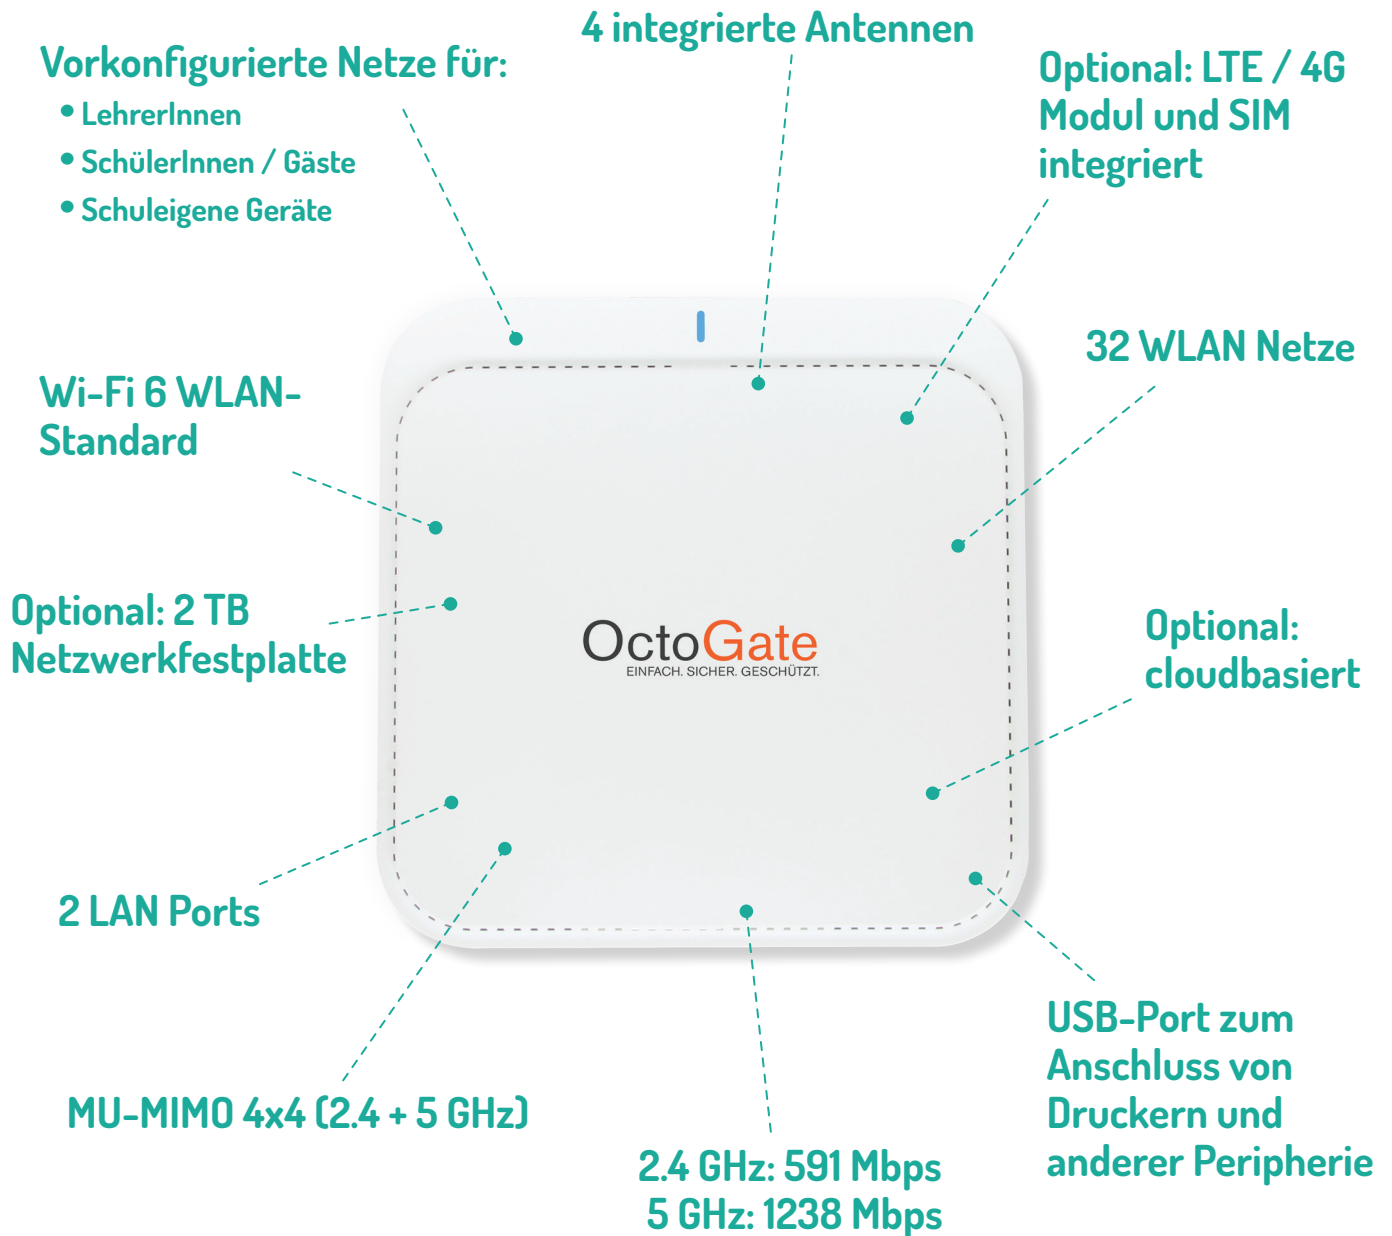 4 integrierte Antennen
Vorkonfigurierte Netze für:
• LehrerInnen
• SchülerInnen / Gäste
• Schuleigene Geräte
Optional: LTE / 4G
Modul und SIM
integriert
32 WLAN Netze
Wi-Fi 6 WLAN-
Standard
Optional: 2 TB
Netzwerkfestplatte
OctoGate
EINFACH. SICHER. GESCHÜTZT.
Optional:
cloudbasiert
2 LAN Ports
MU-MIMO 4x4 (2.4 + 5 GHz)
2.4 GHz: 591 Mbps
5 GHz: 1238 Mbps
USB-Port zum
Anschluss von
Druckern und
anderer Peripherie